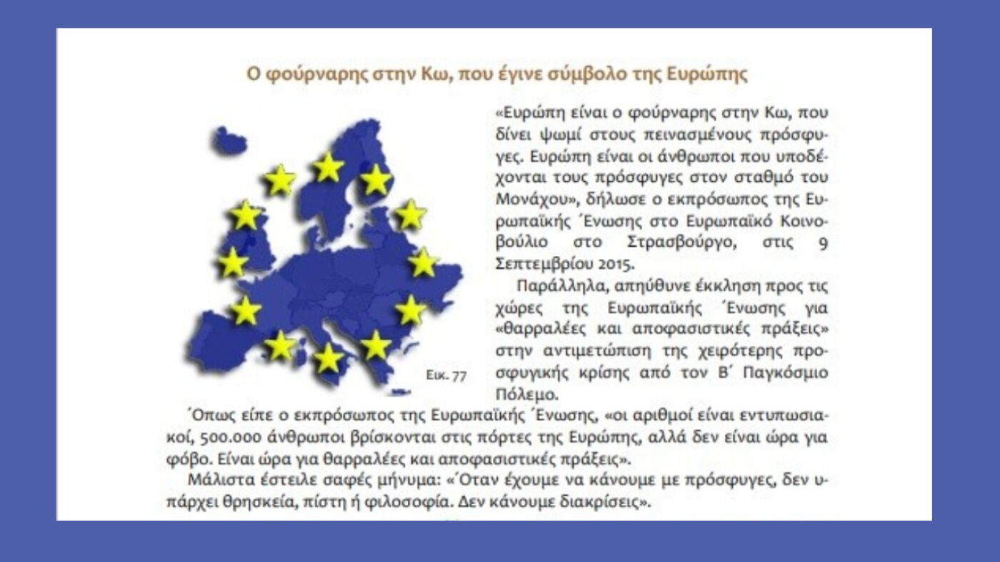 Ο φούρναρης στην Κω, που έγινε σύμβολο της Ευρώπης
«Ευρώπη είναι ο φούρναρης στην Κω, που
δίνει ψωμί στους πεινασμένους πρόσφυ-
γες. Ευρώπη είναι οι άνθρωποι που υποδέ-
χονται τους πρόσφυγες στον σταθμό του
Μονάχου», δήλωσε ο εκπρόσωπος της Ευ-
ρωπαϊκής ΄Ενωσης στο Ευρωπαϊκό Κοινο-
βούλιο στο Στρασβούργο, στις 9
Σεπτεμβρίου 2015.
Παράλληλα, απηύθυνε έκκληση προς τις
χώρες της Ευρωπαϊκής ΄Ενωσης για
«θαρραλέες και αποφασιστικές πράξεις»
στην αντιμετώπιση της χειρότερης προ-
σφυγικής κρίσης από τον Β΄ Παγκόσμιο
Πόλεμο.
Εικ. 77
΄Οπως είπε ο εκπρόσωπος της Ευρωπαϊκής ΄Ενωσης, «οι αριθμοί είναι εντυπωσια-
κοί, 500.000 άνθρωποι βρίσκονται στις πόρτες της Ευρώπης, αλλά δεν είναι ώρα για
φόβο. Είναι ώρα για θαρραλέες και αποφασιστικές πράξεις».
Μάλιστα έστειλε σαφές μήνυμα: «΄Οταν έχουμε να κάνουμε με πρόσφυγες, δεν υ-
πάρχει θρησκεία, πίστη ή φιλοσοφία. Δεν κάνουμε διακρίσεις».